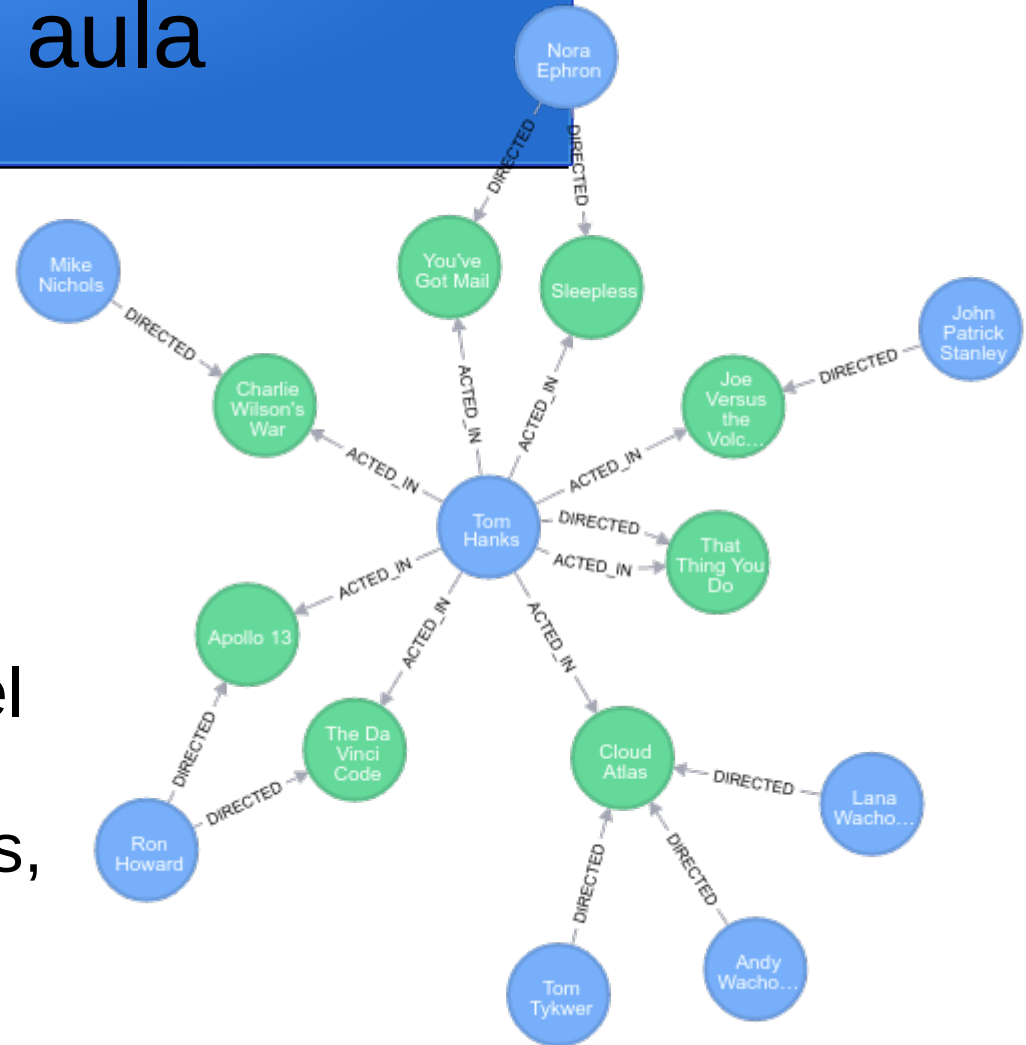 aula
Nora
Ephron
DIRECTED
DIRECTED
Mike
Nichols
You've
Got Mail
Sleepless
John
Patrick
Stanley
DIRECTED
DIRECTED
Charlie
Wilson's
War
Joe
Versus
the
Volc...
ACTED_IN
ACTED_IN
ACTED_IN
ACTED_IN
Tom
Hanks
DIRECTED
ACTED_IN
That
Thing You
Do
ACTED_IN
ACTED_IN
ACTED_IN
Apollo 13
el
DIRECTED
The Da
Vinci
Code
Cloud
Atlas
DIRECTED
DIRECTED
Lana
Wacho...
s,
Ron
Howard
DIRECTED
DIRECTED
Andy
Wacho...
Tom
Tykwer